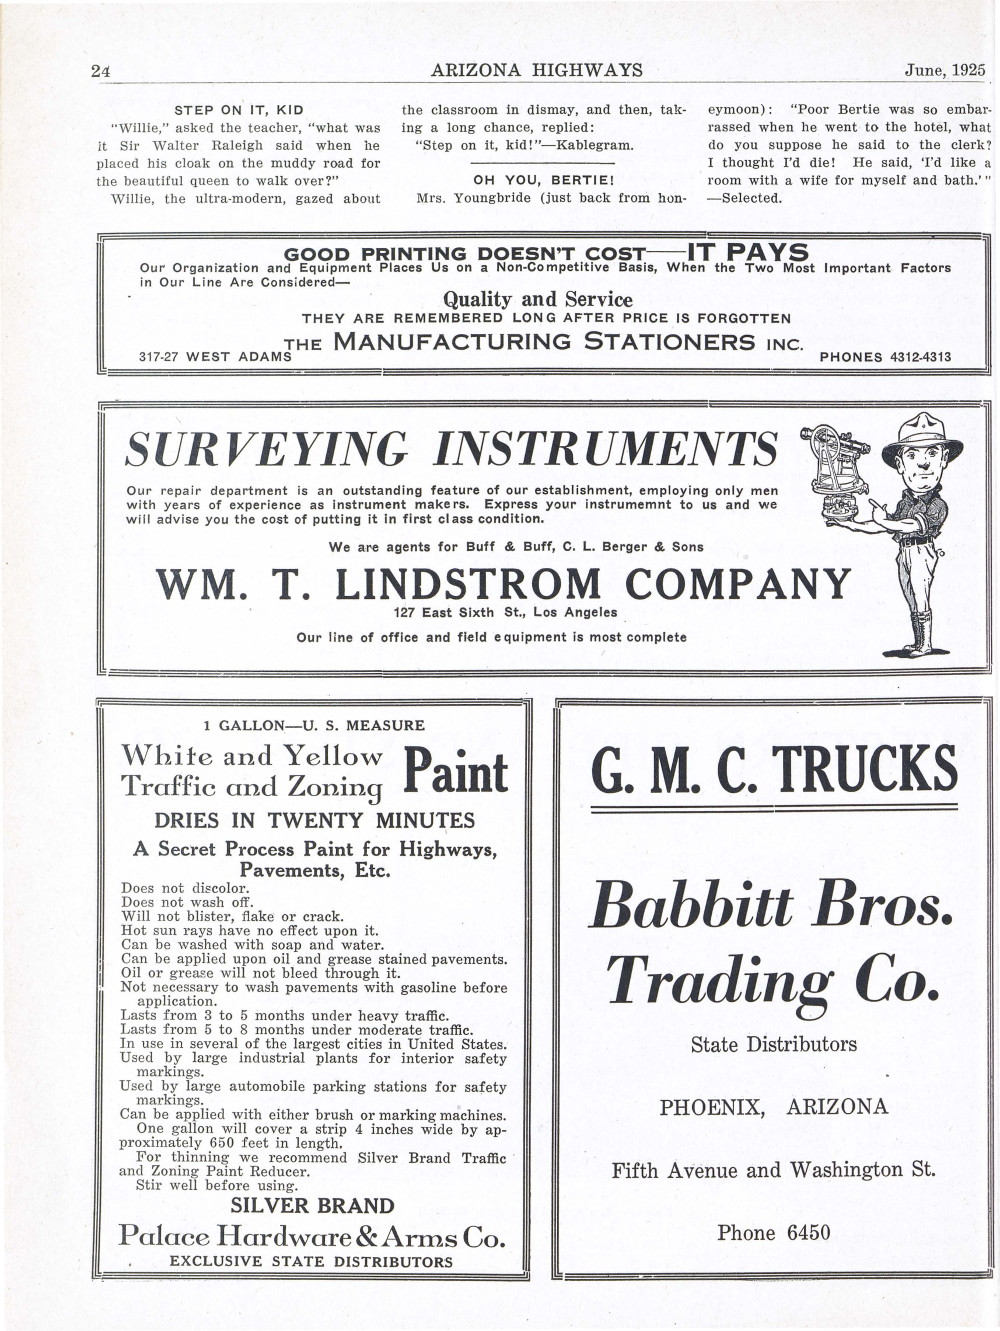 24
ARIZONA HIGHWAYS
June, 1925
STEP ON IT, KID
"Willie," asked the teacher, "what was
it Sir Walter Raleigh said when he
placed his cloak on the muddy road for
the beautiful queen to walk over?"
Willie, the ultra-modern, gazed about
the classroom in dismay, and then, tak-
ing a long chance, replied:
"Step on it, kid!"—Kablegram.
OH YOU, BERTIE!
Mrs. Youngbride (just back from hon-
eymoon): "Poor Bertie was so embar-
rassed when he went to the hotel, what
do you suppose he said to the clerk?
I thought I'd die! He said, 'I'd like a
room with a wife for myself and bath.'"
—Selected.
GOOD PRINTING DOESN'T COST—IT PAYS
Our Organization and Equipment Places Us on a Non-Competitive Basis, When the Two Most Important Factors
in Our Line Are Considered—
Quality and Service
THEY ARE REMEMBERED LONG AFTER PRICE IS FORGOTTEN
THE MANUFACTURING STATIONERS INC.
317-27 WEST ADAMS
PHONES 4312-4313
SURVEYING INSTRUMENTS
Our repair department is an outstanding feature of our establishment, employing only men
with years of experience as instrument makers. Express your instrumemnt to us and we
will advise you the cost of putting it in first class condition.
We are agents for Buff & Buff, C. L. Berger & Sons
WM. T. LINDSTROM COMPANY
127 East Sixth St., Los Angeles
Our line of office and field equipment is most complete
1 GALLON—U. S. MEASURE
White and Yellow
Traffic and Zoning Paint
DRIES IN TWENTY MINUTES
A Secret Process Paint for Highways,
Pavements, Etc.
Does not discolor.
Does not wash off.
Will not blister, flake or crack.
Hot sun rays have no effect upon it.
Can be washed with soap and water.
Can be applied upon oil and grease stained pavements.
Oil or grease will not bleed through it.
Not necessary to wash pavements with gasoline before
application.
Lasts from 3 to 5 months under heavy traffic.
Lasts from 5 to 8 months under moderate traffic.
In use in several of the largest cities in United States.
Used by large industrial plants for interior safety
markings.
Used by large automobile parking stations for safety
markings.
Can be applied with either brush or marking machines.
One gallon will cover a strip 4 inches wide by ap-
proximately 650 feet in length.
For thinning we recommend Silver Brand Traffic
and Zoning Paint Reducer.
Stir well before using.
SILVER BRAND
Palace Hardware & Arms Co.
EXCLUSIVE STATE DISTRIBUTORS
G. M. C. TRUCKS
Babbitt Bros.
Trading Co.
State Distributors
PHOENIX, ARIZONA
Fifth Avenue and Washington St.
Phone 6450